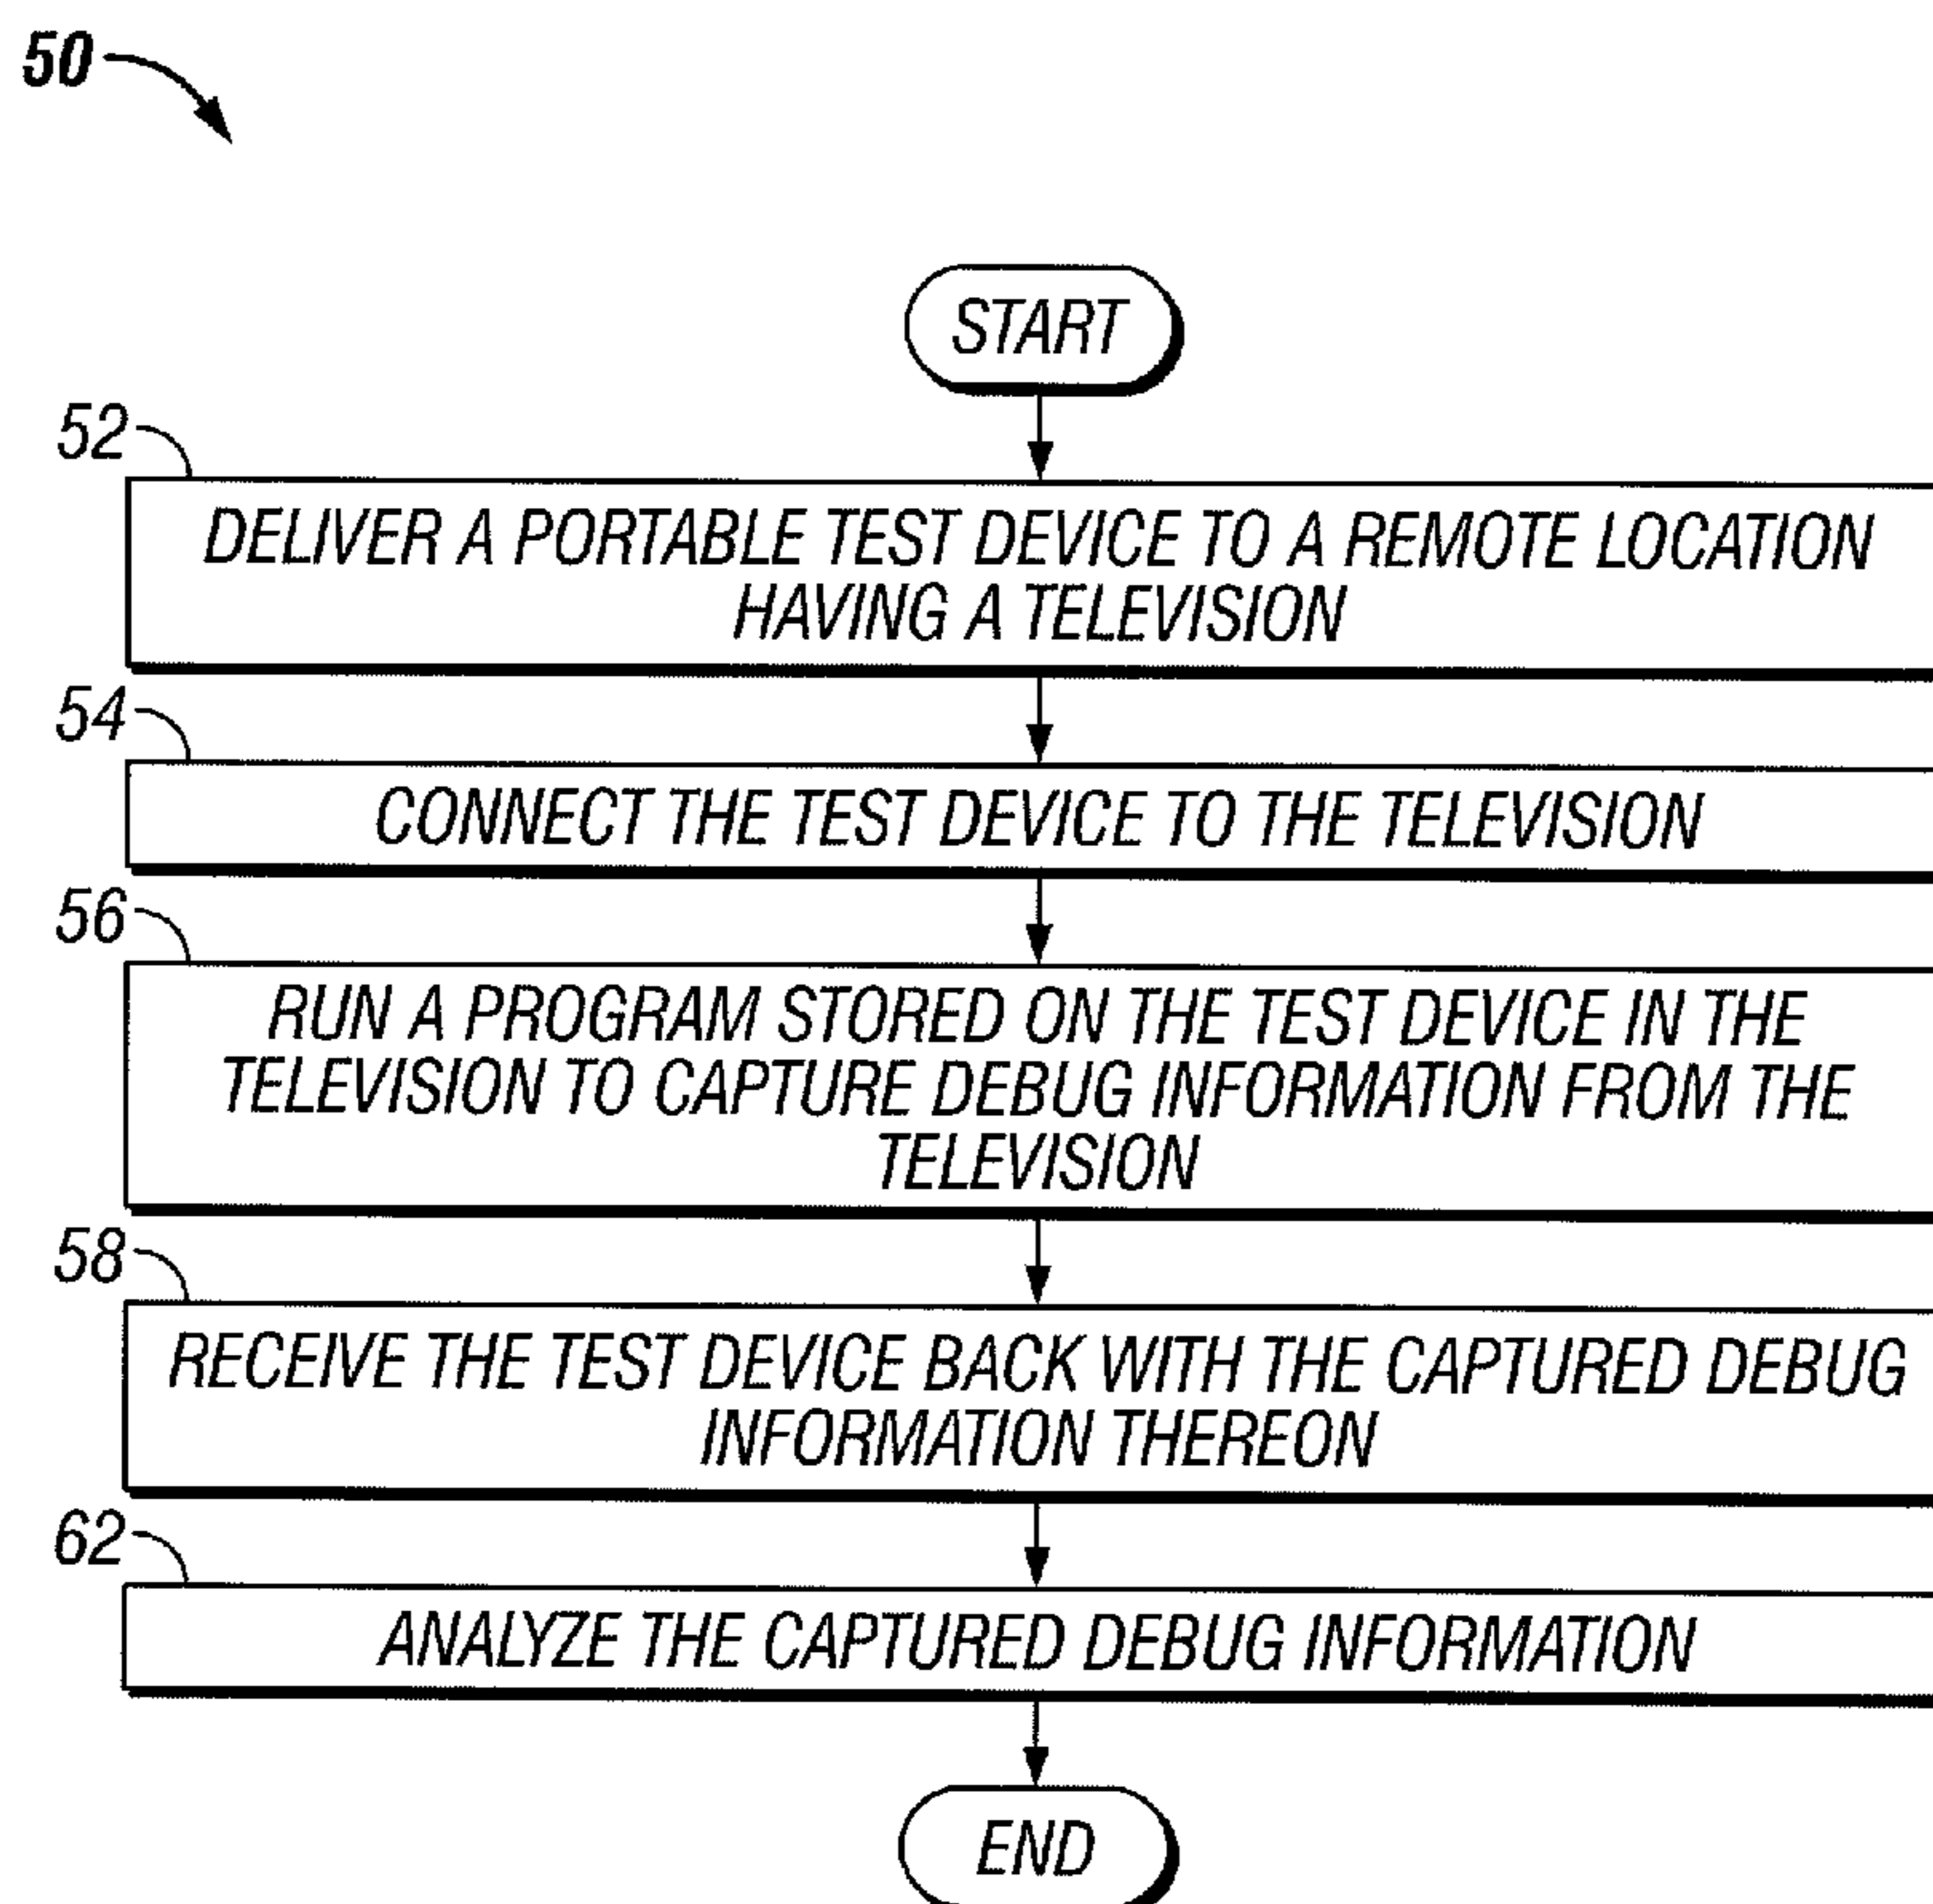 50
START
52
DELIVER A PORTABLE TEST DEVICE TO A REMOTE LOCATION
HAVING A TELEVISION
54
CONNECT THE TEST DEVICE TO THE TELEVISION
56
RUN A PROGRAM STORED ON THE TEST DEVICE IN THE
TELEVISION TO CAPTURE DEBUG INFORMATION FROM THE
TELEVISION
58
RECEIVE THE TEST DEVICE BACK WITH THE CAPTURED DEBUG
INFORMATION THEREON
62
ANALYZE THE CAPTURED DEBUG INFORMATION
END